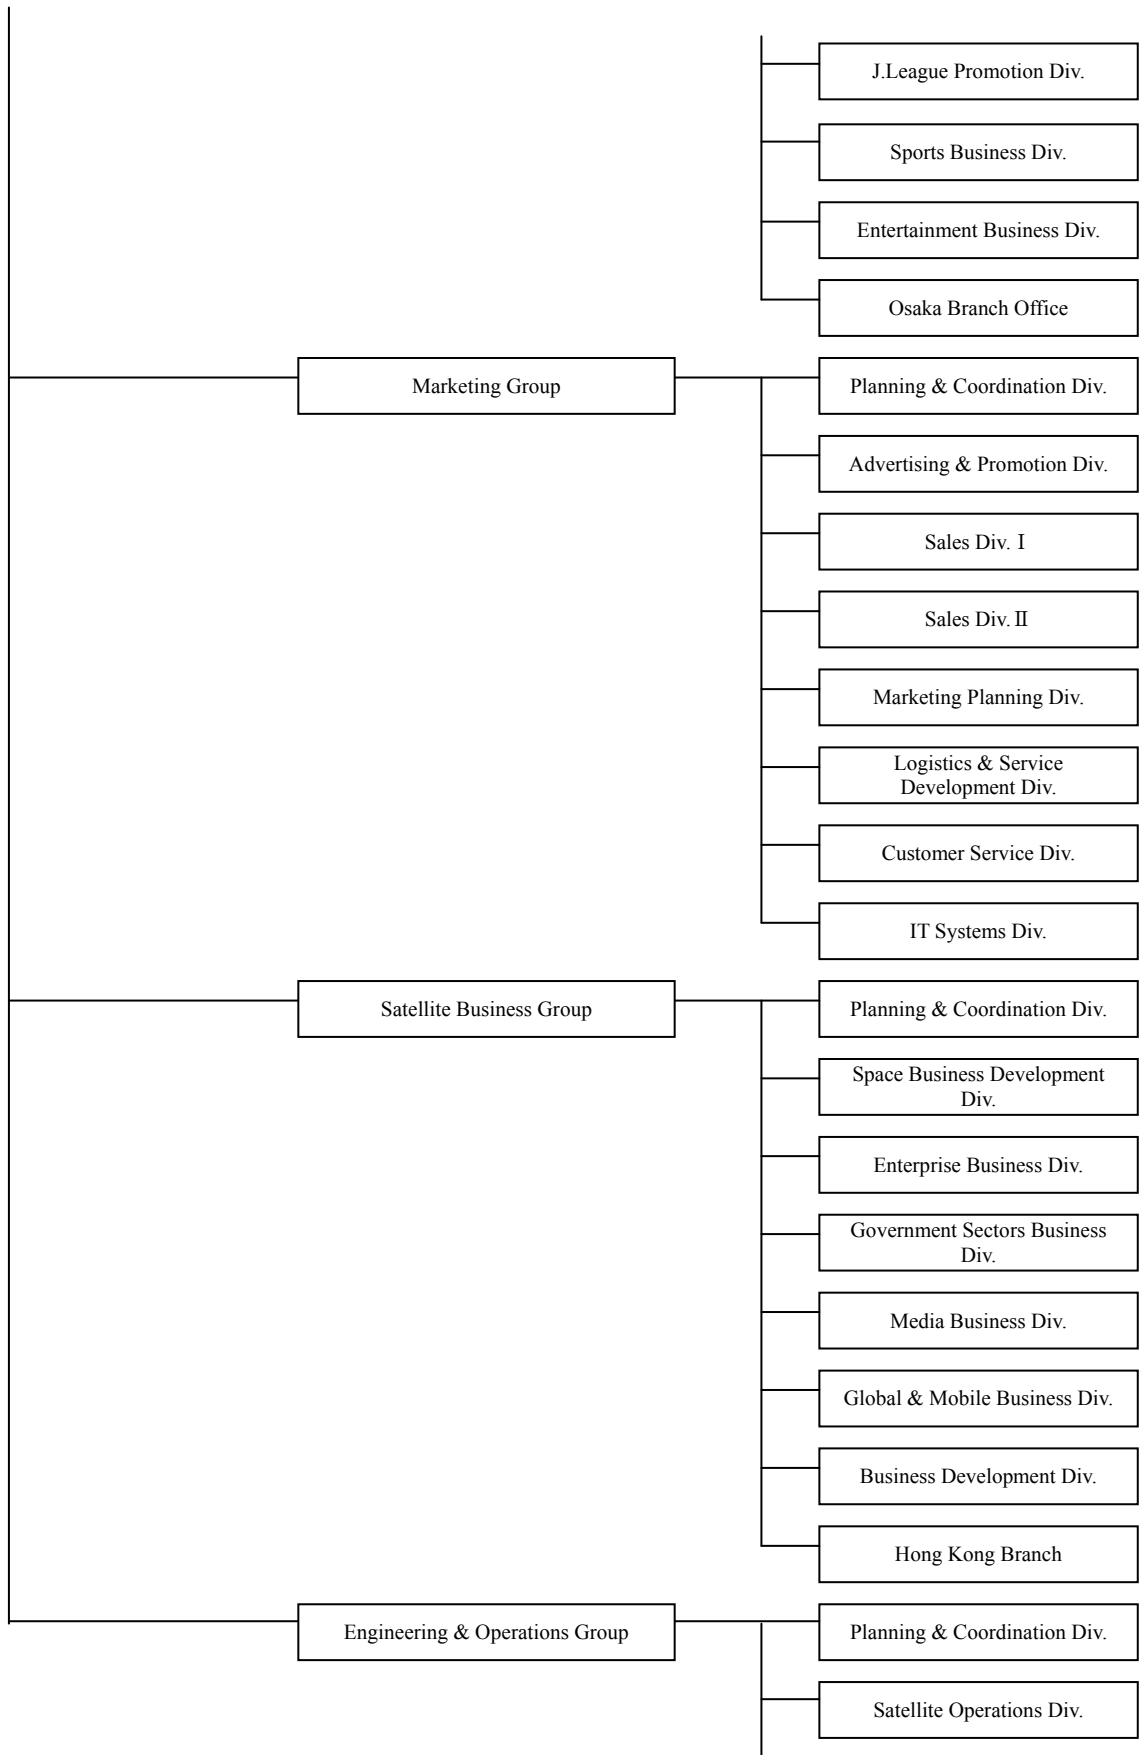 J.League Promotion Div.
Sports Business Div.
Entertainment Business Div.
Osaka Branch Office
Marketing Group
Planning & Coordination Div.
Advertising & Promotion Div.
Sales Div. Ⅰ
Sales Div. Ⅱ
Marketing Planning Div.
Logistics & Service
Development Div.
Customer Service Div.
IT Systems Div.
Satellite Business Group
Planning & Coordination Div.
Space Business Development
Div.
Enterprise Business Div.
Government Sectors Business
Div.
Media Business Div.
Global & Mobile Business Div.
Business Development Div.
Hong Kong Branch
Engineering & Operations Group
Planning & Coordination Div.
Satellite Operations Div.